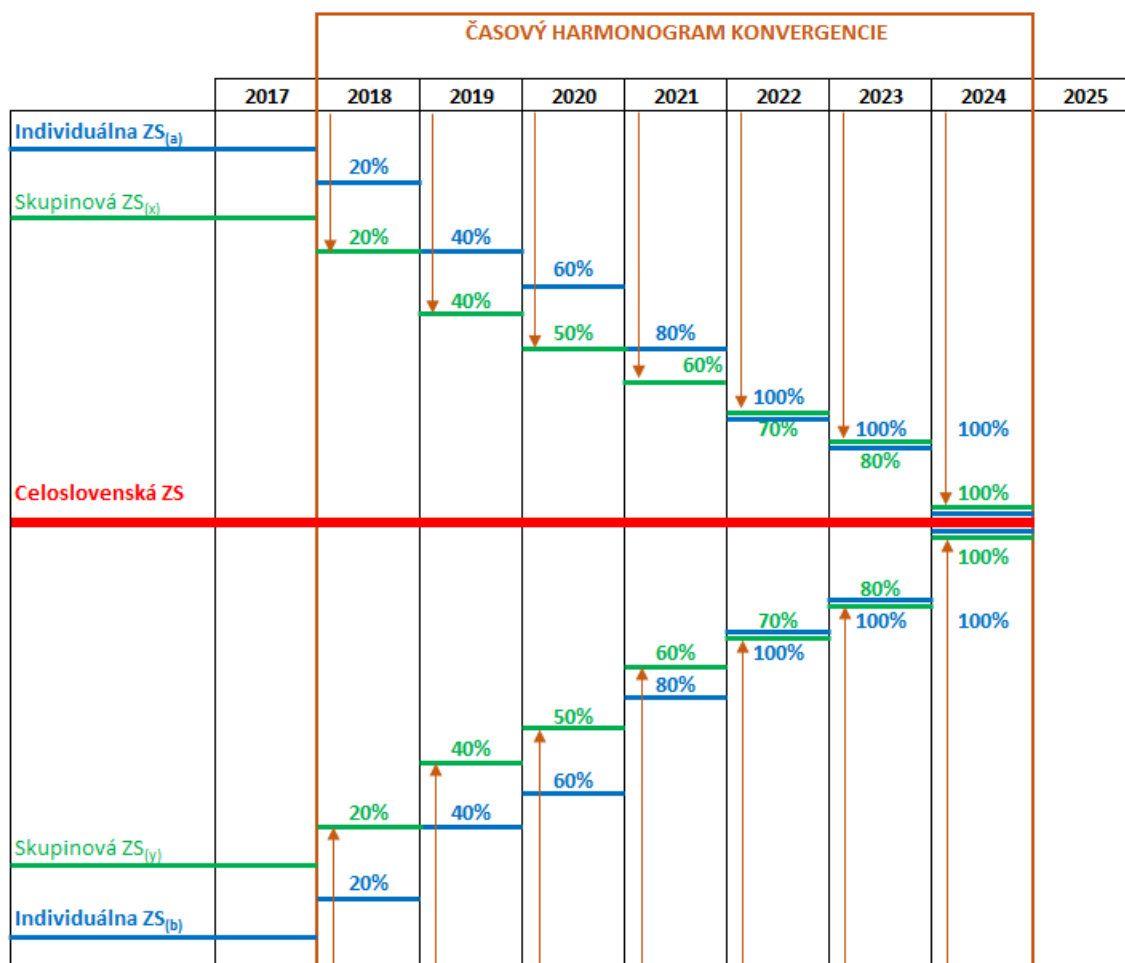 ČASOVÝ HARMONOGRAM KONVERGENCIE
2017 2018 2019 2020 2021 2022 2023 2024 2025
Individuálna ZS(a)
20%
Skupinová ZS(x)
20% 40%
60%
40%
50% 80%
60%
100%
70% 100% 100%
80%
Celoslovenská ZS 100%
100%
80%
70% 100% 100%
60% 100%
80%
50%
40%
60%
20% 40%
Skupinová ZS(y)
20%
Individuálna ZS(b)